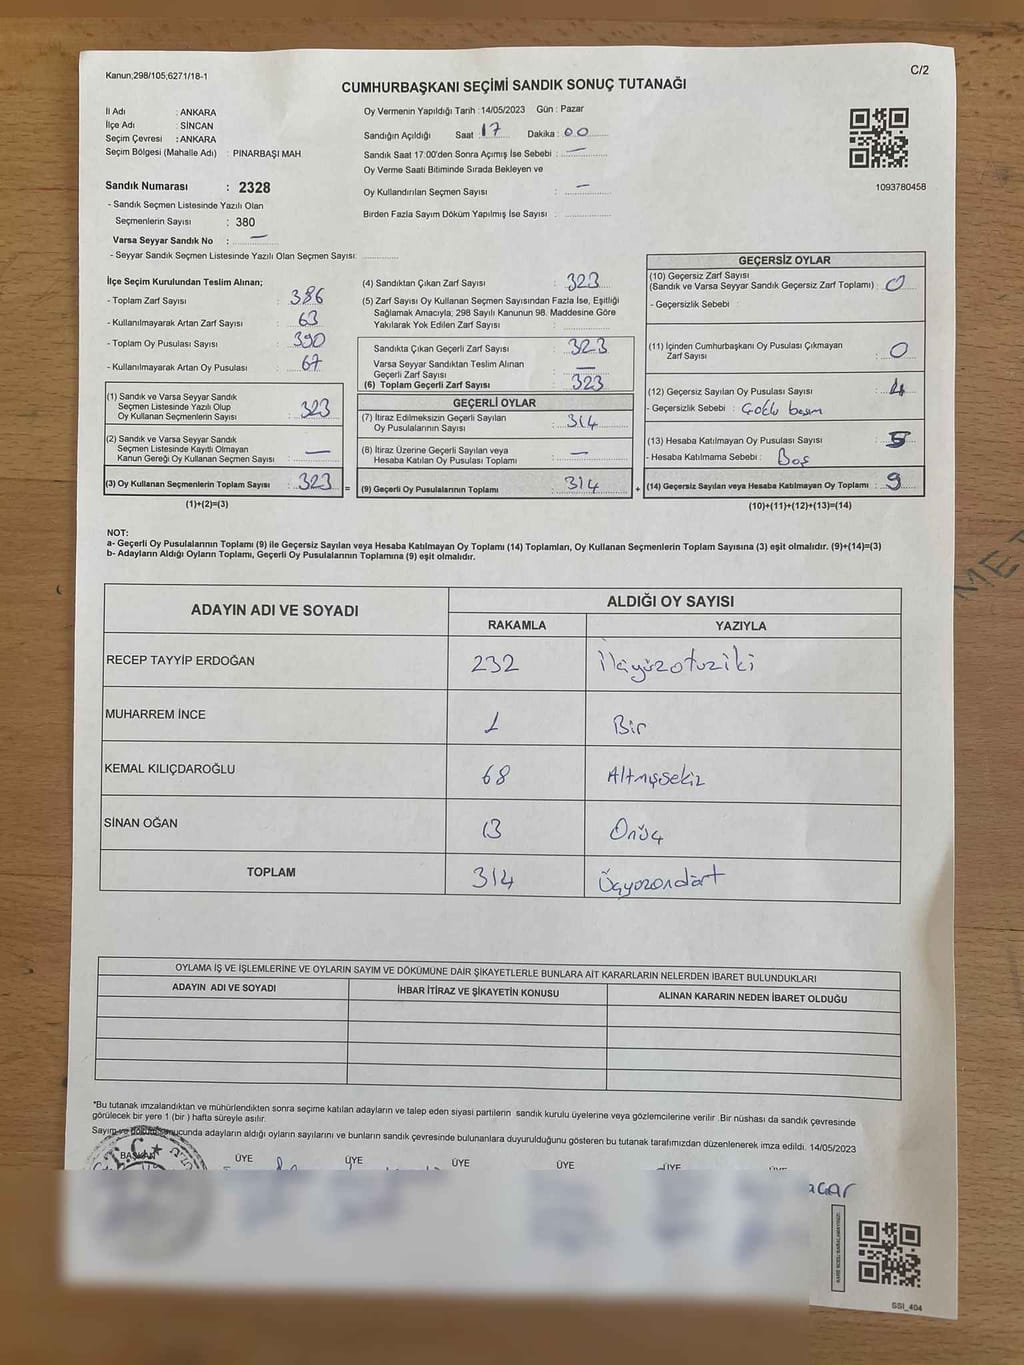 Kanun;298/105;6271/18-1
C/2
CUMHURBAŞKANI SEÇİMİ SANDIK SONUÇ TUTANAĞI
İl Adı : ANKARA
İlçe Adı : SİNCAN
Seçim Çevresi : ANKARA
Seçim Bölgesi (Mahalle Adı) : PINARBAŞI MAH
Sandık Numarası : 2328
- Sandık Seçmen Listesinde Yazılı Olan
Seçmenlerin Sayısı : 380
Varsa Seyyar Sandık No : —
- Seyyar Sandık Seçmen Listesinde Yazılı Olan Seçmen Sayısı:
Oy Vermenin Yapıldığı Tarih : 14/05/2023 Gün : Pazar
Sandığın Açıldığı Saat : 17 Dakika : 00
Sandık Saat 17:00'den Sonra Açımış İse Sebebi : —
Oy Verme Saati Bitiminde Sırada Bekleyen ve
Oy Kullandırılan Seçmen Sayısı : —
Birden Fazla Sayım Döküm Yapılmış İse Sayısı :
1093780458
İlçe Seçim Kurulundan Teslim Alınan;
- Toplam Zarf Sayısı : 386
- Kullanılmayarak Artan Zarf Sayısı : 63
- Toplam Oy Pusulası Sayısı : 390
- Kullanılmayarak Artan Oy Pusulası : 67
(1) Sandık ve Varsa Seyyar Sandık
Seçmen Listesinde Yazılı Olup
Oy Kullanan Seçmenlerin Sayısı : 323
(2) Sandık ve Varsa Seyyar Sandık
Seçmen Listesinde Kayıtlı Olmayan
Kanun Gereği Oy Kullanan Seçmen Sayısı : —
(3) Oy Kullanan Seçmenlerin Toplam Sayısı : 323
(1)+(2)=(3)
(4) Sandıktan Çıkan Zarf Sayısı : 323
(5) Zarf Sayısı Oy Kullanan Seçmen Sayısından Fazla İse, Eşitliği
Sağlamak Amacıyla; 298 Sayılı Kanunun 98. Maddesine Göre
Yakılarak Yok Edilen Zarf Sayısı :
Sandıkta Çıkan Geçerli Zarf Sayısı : 323
Varsa Seyyar Sandıktan Teslim Alınan
Geçerli Zarf Sayısı : —
(6) Toplam Geçerli Zarf Sayısı : 323
GEÇERLİ OYLAR
(7) İtiraz Edilmeksizin Geçerli Sayılan
Oy Pusulalarının Sayısı : 314
(8) İtiraz Üzerine Geçerli Sayılan veya
Hesaba Katılan Oy Pusulası Toplamı : —
= (9) Geçerli Oy Pusulalarının Toplamı : 314
GEÇERSİZ OYLAR
(10) Geçersiz Zarf Sayısı
(Sandık ve Varsa Seyyar Sandık Geçersiz Zarf Toplamı) : 0
- Geçersizlik Sebebi :
(11) İçinden Cumhurbaşkanı Oy Pusulası Çıkmayan
Zarf Sayısı : 0
(12) Geçersiz Sayılan Oy Pusulası Sayısı : 4
- Geçersizlik Sebebi : Çoklu basım
(13) Hesaba Katılmayan Oy Pusulası Sayısı : 5
- Hesaba Katılmama Sebebi : Boş
+ (14) Geçersiz Sayılan veya Hesaba Katılmayan Oy Toplamı : 9
(10)+(11)+(12)+(13)=(14)
NOT:
a- Geçerli Oy Pusulalarının Toplamı (9) ile Geçersiz Sayılan veya Hesaba Katılmayan Oy Toplamı (14) Toplamları, Oy Kullanan Seçmenlerin Toplam Sayısına (3) eşit olmalıdır. (9)+(14)=(3)
b- Adayların Aldığı Oyların Toplamı, Geçerli Oy Pusulalarının Toplamına (9) eşit olmalıdır.
ADAYIN ADI VE SOYADI ALDIĞI OY SAYISI
RAKAMLA YAZIYLA
RECEP TAYYİP ERDOĞAN 232 İkiyüzotuziki
MUHARREM İNCE 1 Bir
KEMAL KILIÇDAROĞLU 68 Altmışsekiz
SİNAN OĞAN 13 Onüç
TOPLAM 314 Üçyüzondört
OYLAMA İŞ VE İŞLEMLERİNE VE OYLARIN SAYIM VE DÖKÜMÜNE DAİR ŞİKAYETLERLE BUNLARA AİT KARARLARIN NELERDEN İBARET BULUNDUKLARI
ADAYIN ADI VE SOYADI İHBAR İTİRAZ VE ŞİKAYETİN KONUSU ALINAN KARARIN NEDEN İBARET OLDUĞU
*Bu tutanak imzalandıktan ve mühürlendikten sonra seçime katılan adayların ve talep eden siyasi partilerin sandık kurulu üyelerine veya gözlemcilerine verilir .Bir nüshası da sandık çevresinde
görülecek bir yere 1 (bir ) hafta süreyle asılır.
Sayım ve döküm sonucunda adayların aldığı oyların sayılarını ve bunların sandık çevresinde bulunanlara duyurulduğunu gösteren bu tutanak tarafımızdan düzenlenerek imza edildi. 14/05/2023
BAŞKAN ÜYE ÜYE ÜYE ÜYE ÜYE
SSI_404